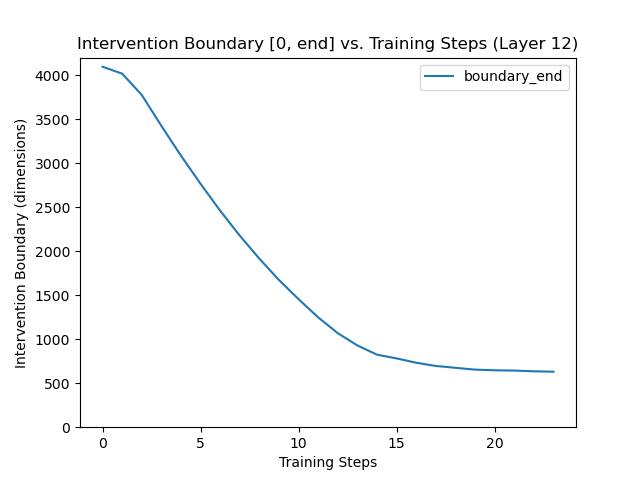 Intervention Boundary [0, end] vs. Training Steps (Layer 12)
boundary_end
Intervention Boundary (dimensions)
4000
3500
3000
2500
2000
1500
1000
500
0
0 5 10 15 20
Training Steps